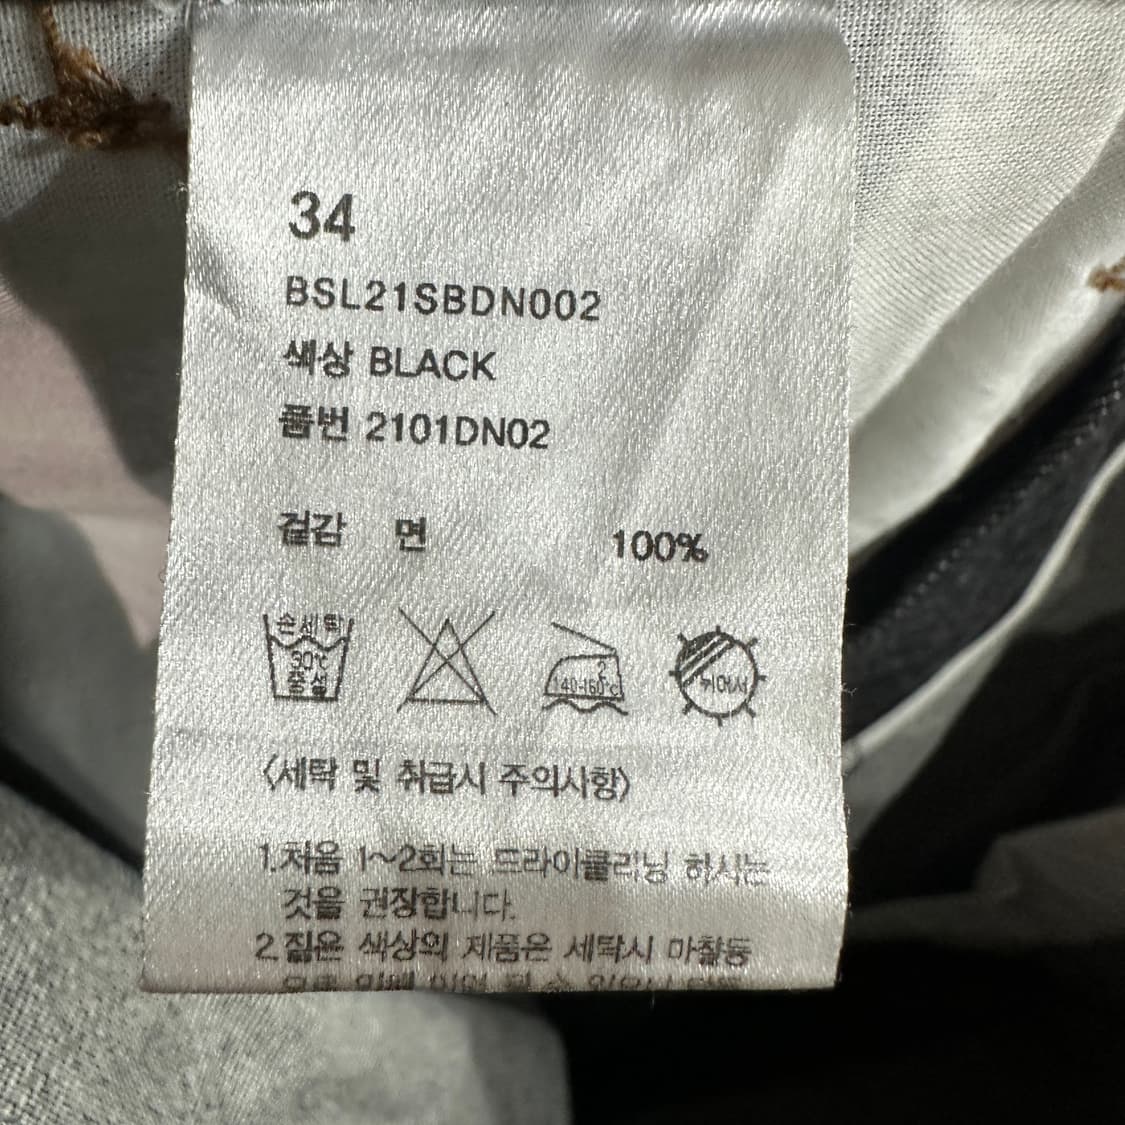 34
BSL21SBDN002
색상 BLACK
품번 2101DN02
겉감 면 100%
손세탁
30℃
중성
140-160℃
뉘어서
<세탁 및 취급시 주의사항>
1.처음 1~2회는 드라이클리닝 하시는
것을 권장합니다.
2.짙은 색상의 제품은 세탁시 마찰등